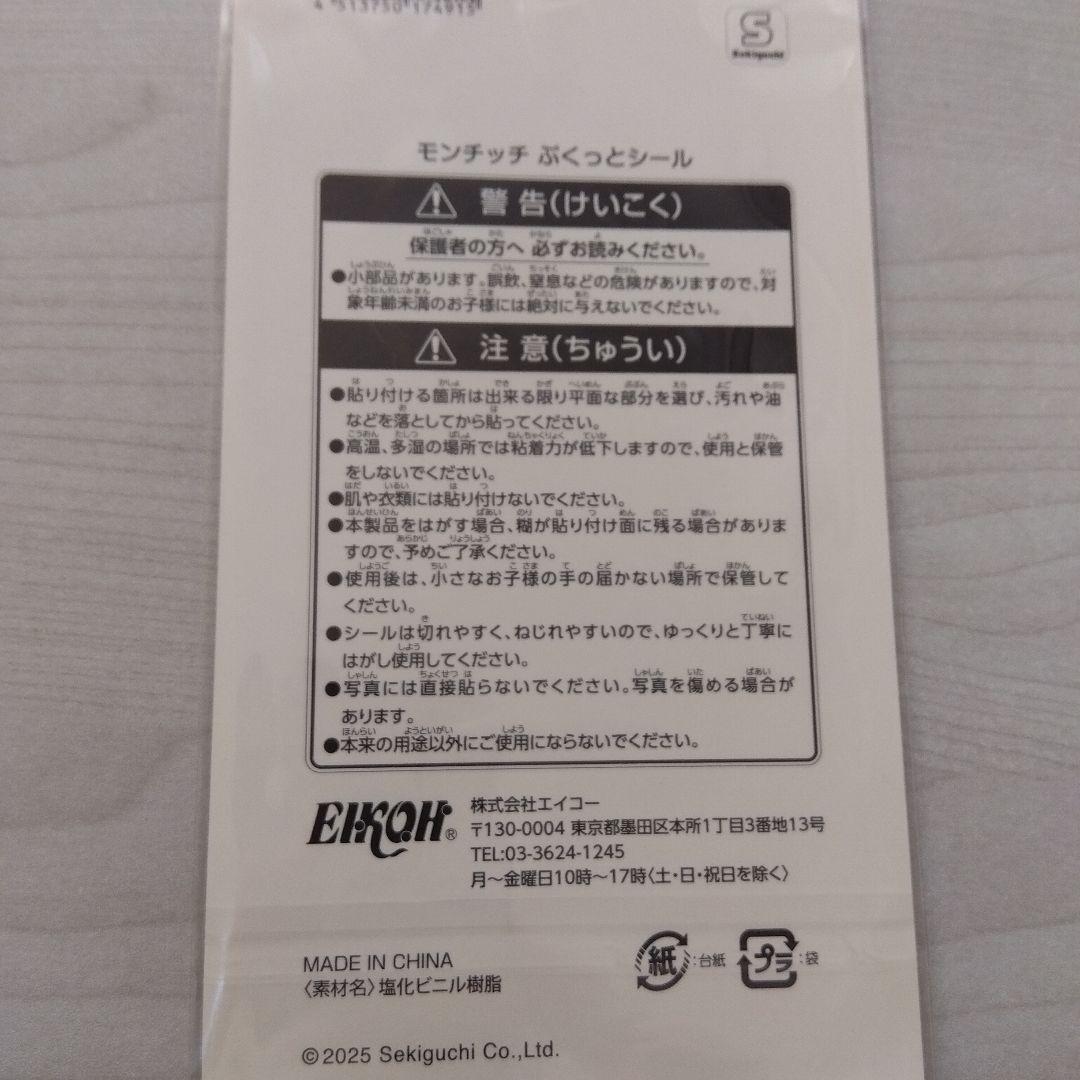 4 513750 174915
S
Sekiguchi
モンチッチ ぷくっとシール
警告(けいこく)
保護者の方へ 必ずお読みください。
●小部品があります。誤飲、窒息などの危険がありますので、対
象年齢未満のお子様には絶対に与えないでください。
注意(ちゅうい)
●貼り付ける箇所は出来る限り平面な部分を選び、汚れや油
などを落としてから貼ってください。
●高温、多湿の場所では粘着力が低下しますので、使用と保管
をしないでください。
●肌や衣類には貼り付けないでください。
●本製品をはがす場合、糊が貼り付け面に残る場合がありま
すので、予めご了承ください。
●使用後は、小さなお子様の手の届かない場所で保管して
ください。
●シールは切れやすく、ねじれやすいので、ゆっくりと丁寧に
はがし使用してください。
●写真には直接貼らないでください。写真を傷める場合が
あります。
●本来の用途以外にご使用にならないでください。
EIKOH®
株式会社エイコー
〒130-0004 東京都墨田区本所1丁目3番地13号
TEL:03-3624-1245
月～金曜日10時～17時〈土・日・祝日を除く〉
MADE IN CHINA
〈素材名〉塩化ビニル樹脂
紙:台紙 プラ:袋
©2025 Sekiguchi Co.,Ltd.